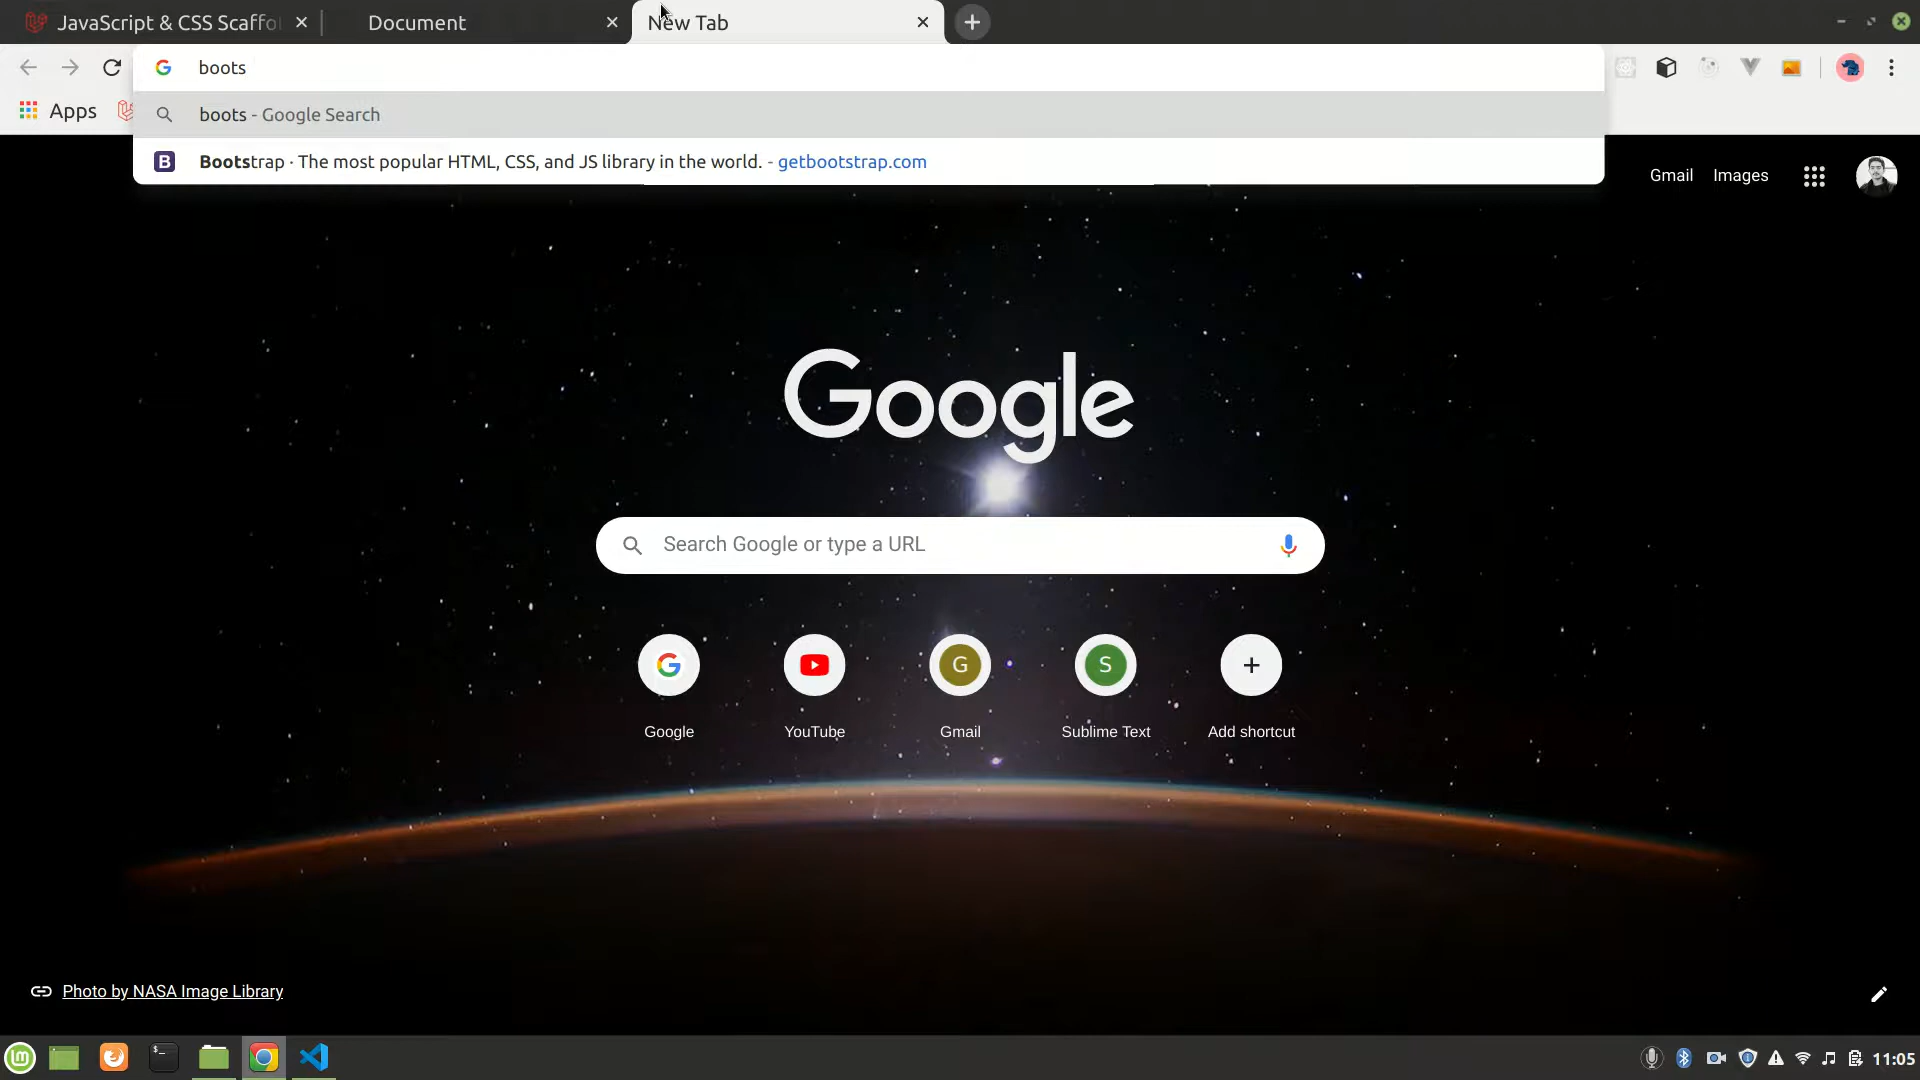 JavaScript & CSS Scaffo
Document
New Tab
boots
Apps
boots - Google Search
Bootstrap · The most popular HTML, CSS, and JS library in the world. - getbootstrap.com
Gmail
Images
Google
Search Google or type a URL
G
S
Google
YouTube
Gmail
Sublime Text
Add shortcut
Photo by NASA Image Library
11:05